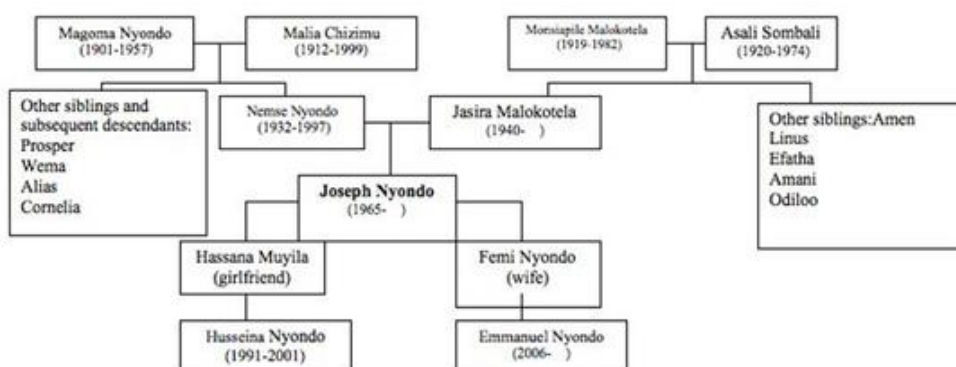 Magoma Nyondo
(1901-1957)
Malia Chizimu
(1912-1999)
Monsiapile Malokotela
(1919-1982)
Asali Sombali
(1920-1974)
Other siblings and
subsequent descendants:
Prosper
Wema
Alias
Cornelia
Nemse Nyondo
(1932-1997)
Jasira Malokotela
(1940- )
Other siblings:Amen
Linus
Efatha
Amani
Odiloo
Joseph Nyondo
(1965- )
Hassana Muyila
(girlfriend)
Femi Nyondo
(wife)
Husseina Nyondo
(1991-2001)
Emmanuel Nyondo
(2006- )